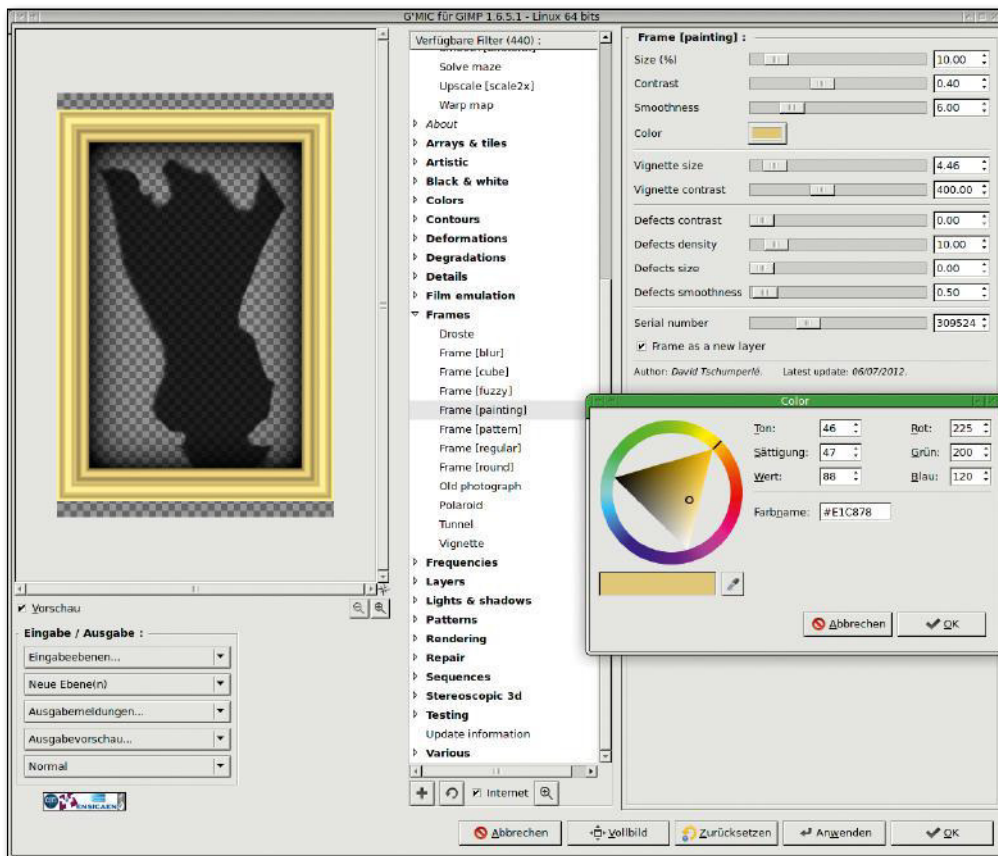 G'MIC für GIMP 1.6.5.1 - Linux 64 bits
Verfügbare Filter (440) :
Solve maze
Upscale [scale2x]
Warp map
About
Arrays & tiles
Artistic
Black & white
Colors
Contours
Deformations
Degradations
Details
Film emulation
Frames
Droste
Frame [blur]
Frame [cube]
Frame [fuzzy]
Frame [painting]
Frame [pattern]
Frame [regular]
Frame [round]
Old photograph
Polaroid
Tunnel
Vignette
Frequencies
Layers
Lights & shadows
Patterns
Rendering
Repair
Sequences
Stereoscopic 3d
Testing
Update information
Various
Internet
Frame [painting] :
Size (%) 10.00
Contrast 0.40
Smoothness 6.00
Color
Vignette size 4.46
Vignette contrast 400.00
Defects contrast 0.00
Defects density 10.00
Defects size 0.00
Defects smoothness 0.50
Serial number 309524
Frame as a new layer
Author: David Tschumperlé. Latest update: 06/07/2012.
Color
Ton: 46 Rot: 225
Sättigung: 47 Grün: 200
Wert: 88 Blau: 120
Farbname: #E1C878
Abbrechen OK
Vorschau
Eingabe / Ausgabe :
Eingabeebenen...
Neue Ebene(n)
Ausgabemeldungen...
Ausgabevorschau...
Normal
ENSICAEN
Abbrechen Vollbild Zurücksetzen Anwenden OK